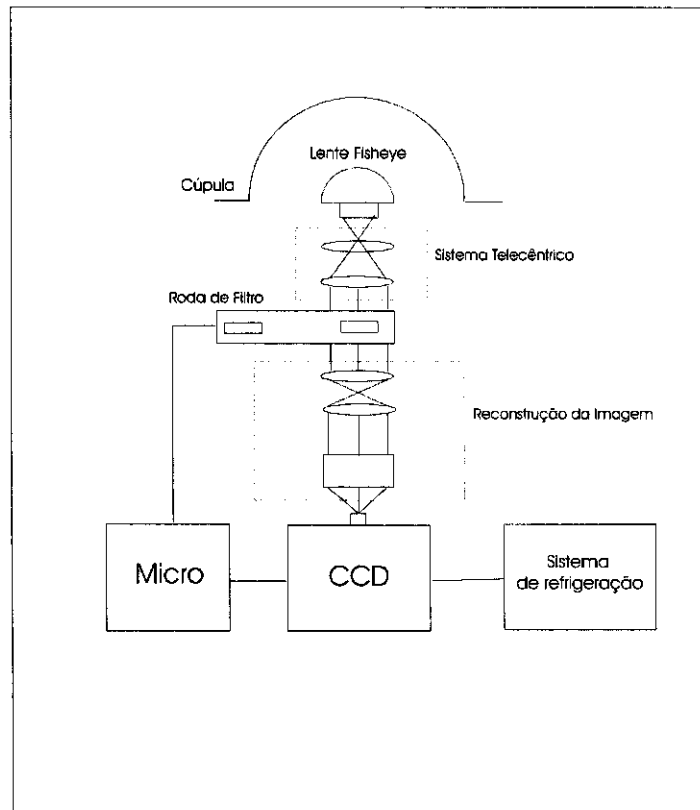 Lente Fisheye
Cúpula
Sistema Telecêntrico
Roda de Filtro
Reconstrução da Imagem
Micro
CCD
Sistema
de refrigeração